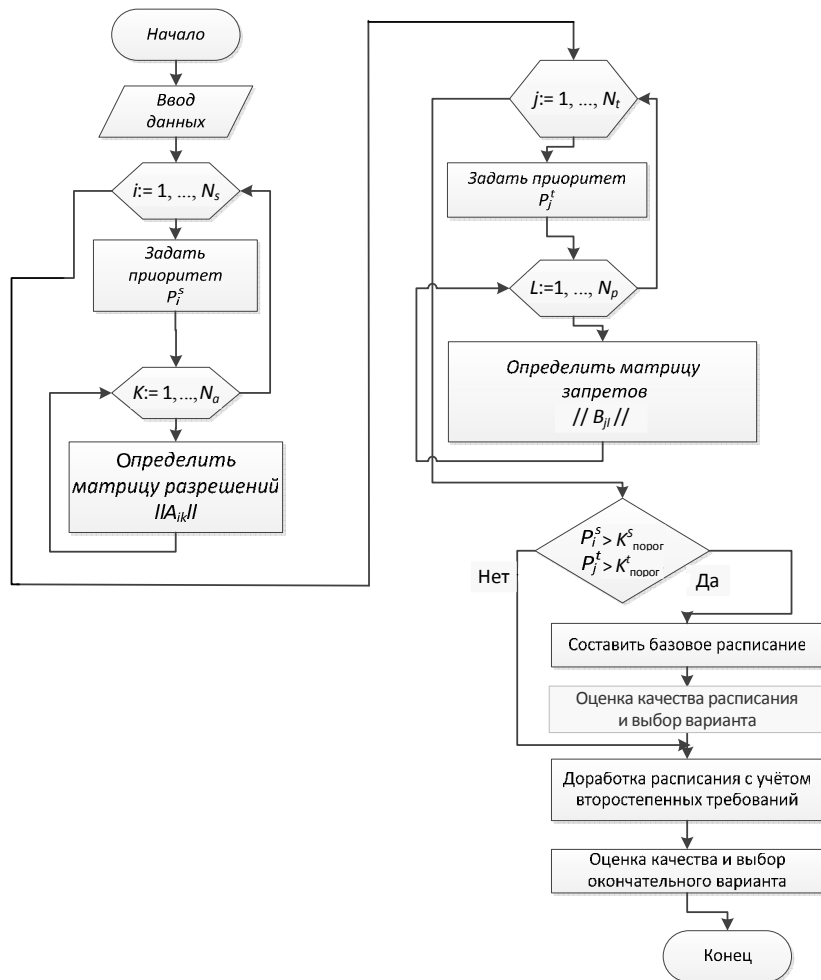 Начало
Ввод
данных
i:= 1, ..., Nₛ
Задать
приоритет
Pᵢˢ
K:= 1, ..., Nₐ
Определить
матрицу разрешений
||Aᵢₖ||
j:= 1, ..., Nₜ
Задать приоритет
Pⱼᵗ
L:=1, ..., Nₚ
Определить матрицу
запретов
// Bⱼₗ //
Pᵢˢ > Kˢпорог
Pⱼᵗ > Kᵗпорог
Нет
Да
Составить базовое расписание
Оценка качества расписания
и выбор варианта
Доработка расписания с учётом
второстепенных требований
Оценка качества и выбор
окончательного варианта
Конец